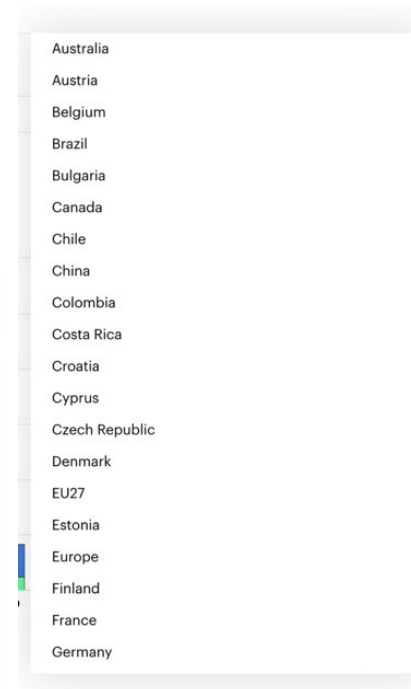 Australia
Austria
Belgium
Brazil
Bulgaria
Canada
Chile
China
Colombia
Costa Rica
Croatia
Cyprus
Czech Republic
Denmark
EU27
Estonia
Europe
Finland
France
Germany